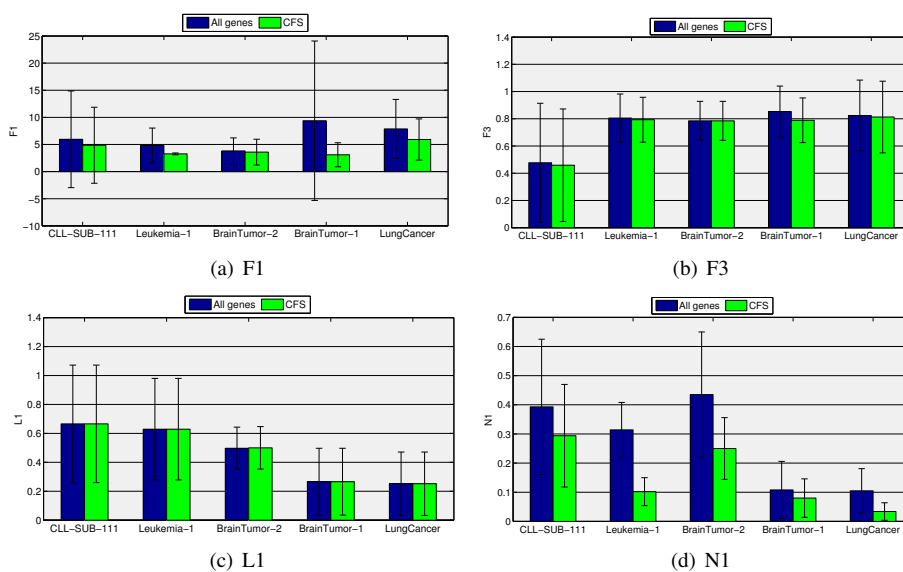 All genes CFS
25
20
15
10
5
0
−5
−10
F1
CLL−SUB−111 Leukemia−1 BrainTumor−2 BrainTumor−1 LungCancer
(a) F1
All genes CFS
1.4
1.2
1
0.8
0.6
0.4
0.2
0
F3
CLL−SUB−111 Leukemia−1 BrainTumor−2 BrainTumor−1 LungCancer
(b) F3
All genes CFS
1.4
1.2
1
0.8
0.6
0.4
0.2
0
L1
CLL−SUB−111 Leukemia−1 BrainTumor−2 BrainTumor−1 LungCancer
(c) L1
All genes CFS
0.7
0.6
0.5
0.4
0.3
0.2
0.1
0
N1
CLL−SUB−111 Leukemia−1 BrainTumor−2 BrainTumor−1 LungCancer
(d) N1